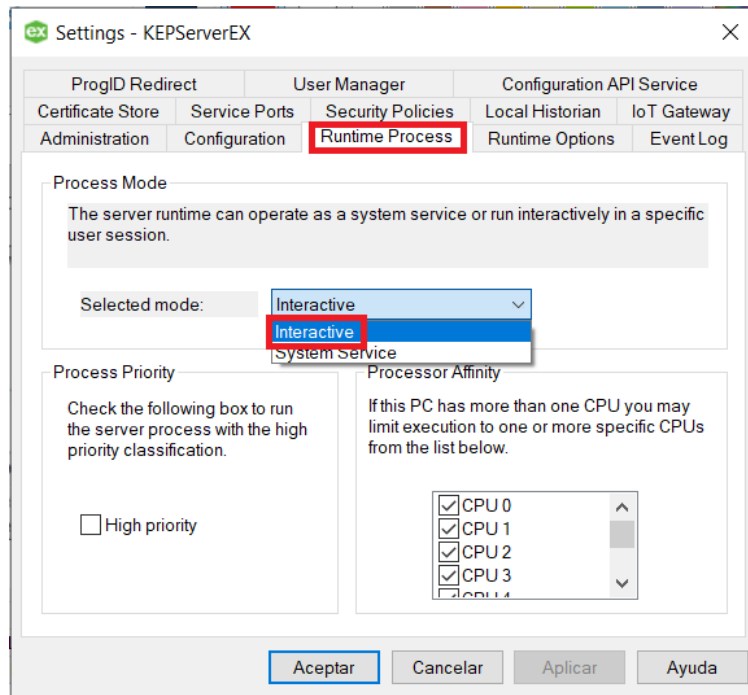 ex Settings - KEPServerEX
ProgID Redirect User Manager Configuration API Service
Certificate Store Service Ports Security Policies Local Historian IoT Gateway
Administration Configuration Runtime Process Runtime Options Event Log
Process Mode
The server runtime can operate as a system service or run interactively in a specific
user session.
Selected mode: Interactive
Interactive
System Service
Process Priority
Check the following box to run
the server process with the high
priority classification.
High priority
Processor Affinity
If this PC has more than one CPU you may
limit execution to one or more specific CPUs
from the list below.
CPU 0
CPU 1
CPU 2
CPU 3
CPU 4
Aceptar Cancelar Aplicar Ayuda